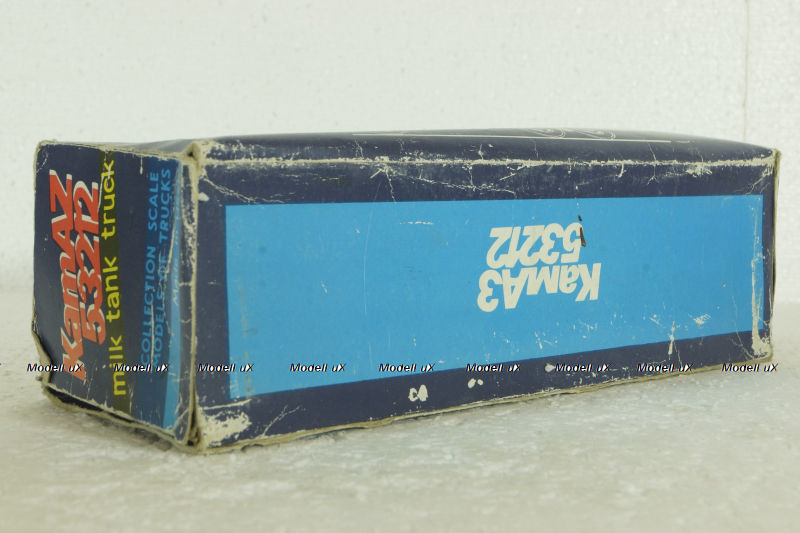 KamAZ
53212
milk tank truck
COLLECTION SCALE
MODELS OF TRUCKS
КамАЗ
53212
Modell uX Modell uX Modell uX Modell uX Modell uX Modell uX Modell uX Modell uX Modell uX